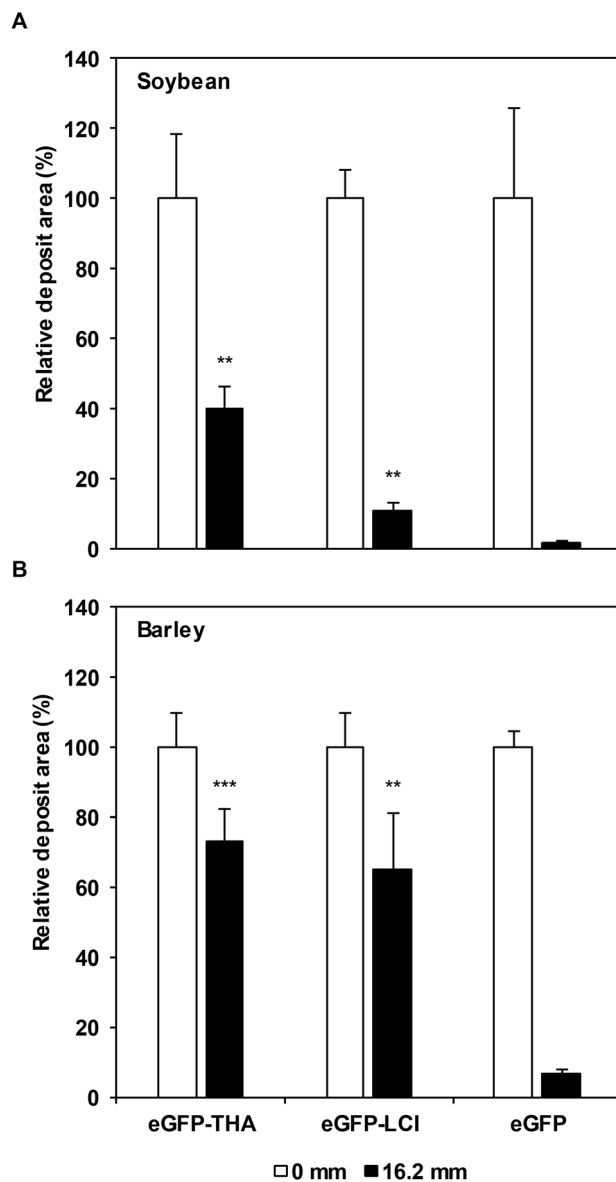 A
140
Soybean
120
100
80
60
40
20
0
Relative deposit area (%)
**
**
B
140
Barley
120
100
80
60
40
20
0
Relative deposit area (%)
***
**
eGFP-THA eGFP-LCI eGFP
0 mm 16.2 mm